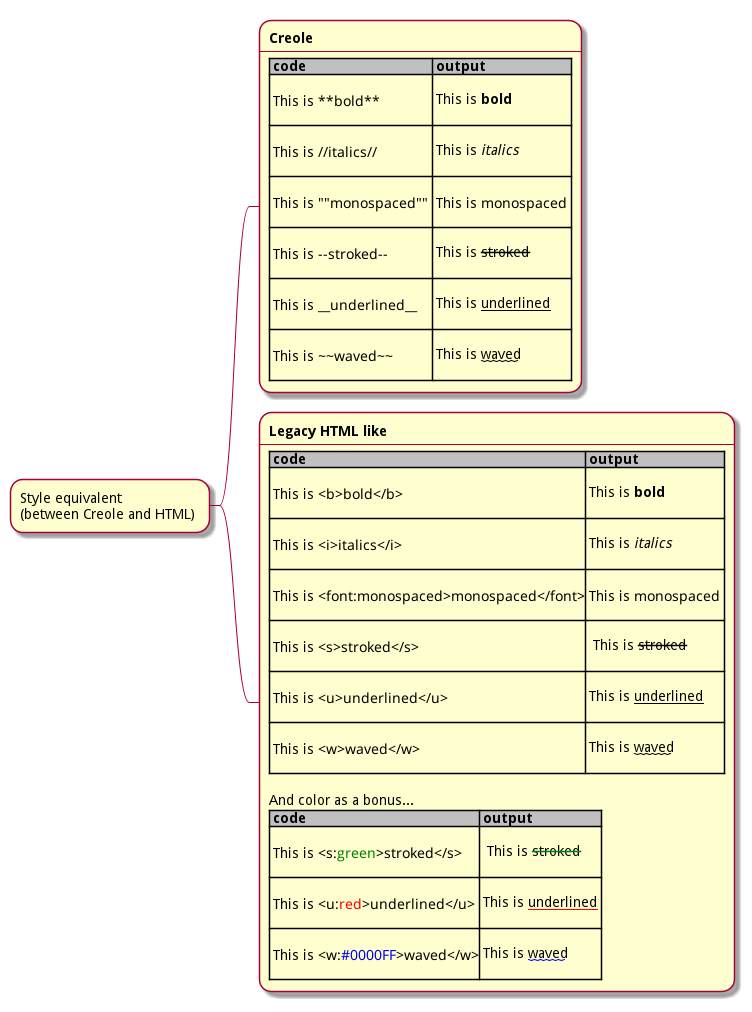 Creole
code output
This is **bold** This is bold
This is //italics// This is italics
This is ""monospaced"" This is monospaced
This is --stroked-- This is stroked
This is __underlined__ This is underlined
This is ~~waved~~ This is waved
Style equivalent
(between Creole and HTML)
Legacy HTML like
code output
This is <b>bold</b> This is bold
This is <i>italics</i> This is italics
This is <font:monospaced>monospaced</font> This is monospaced
This is <s>stroked</s> This is stroked
This is <u>underlined</u> This is underlined
This is <w>waved</w> This is waved
And color as a bonus...
code output
This is <s:green>stroked</s> This is stroked
This is <u:red>underlined</u> This is underlined
This is <w:#0000FF>waved</w> This is waved